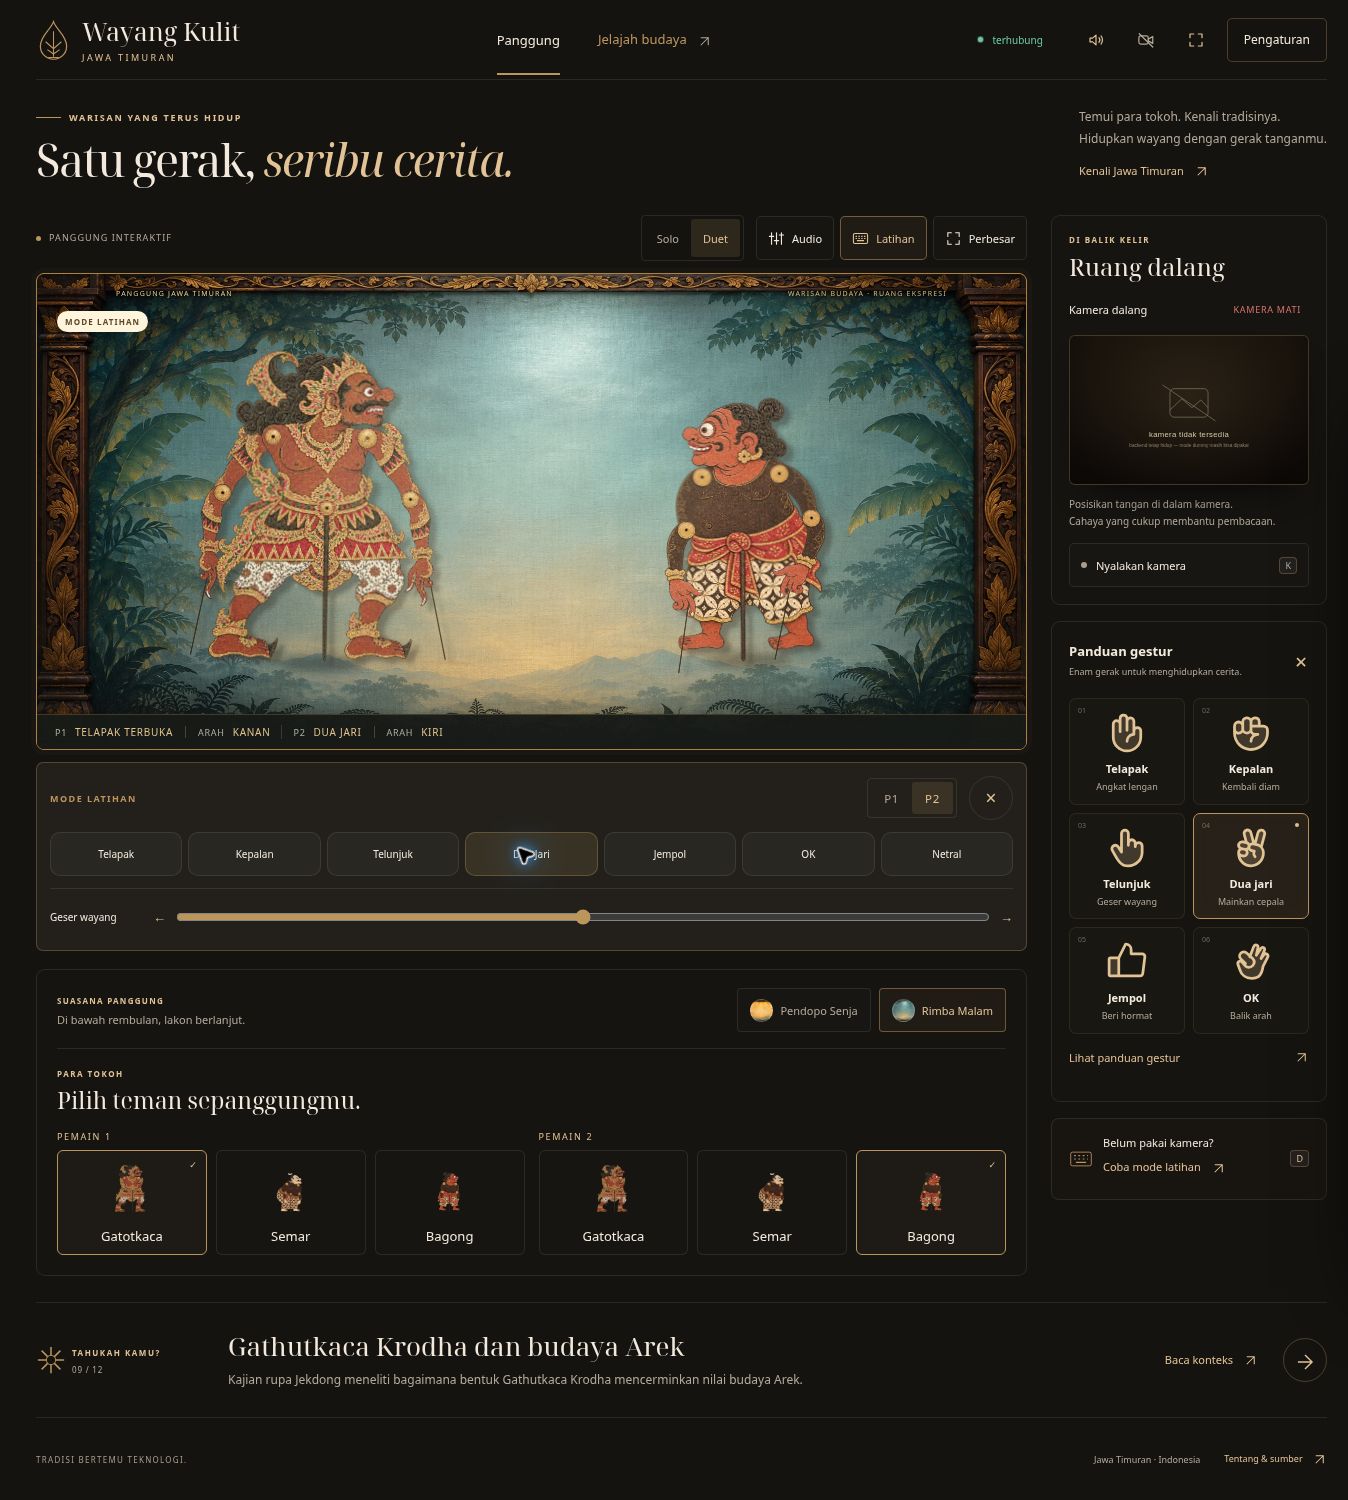 Wayang Kulit
JAWA TIMURAN
Panggung
Jelajah budaya
terhubung
Pengaturan
WARISAN YANG TERUS HIDUP
Satu gerak, seribu cerita.
Temui para tokoh. Kenali tradisinya.
Hidupkan wayang dengan gerak tanganmu.
Kenali Jawa Timuran
PANGGUNG INTERAKTIF
Solo
Duet
Audio
Latihan
Perbesar
PANGGUNG JAWA TIMURAN
WARISAN BUDAYA · RUANG EKSPRESI
MODE LATIHAN
P1 TELAPAK TERBUKA
ARAH KANAN
P2 DUA JARI
ARAH KIRI
MODE LATIHAN
P1
P2
Telapak
Kepalan
Telunjuk
Jari
Jempol
OK
Netral
Geser wayang
SUASANA PANGGUNG
Di bawah rembulan, lakon berlanjut.
Pendopo Senja
Rimba Malam
PARA TOKOH
Pilih teman sepanggungmu.
PEMAIN 1
Gatotkaca
Semar
Bagong
PEMAIN 2
Gatotkaca
Semar
Bagong
DI BALIK KELIR
Ruang dalang
Kamera dalang
KAMERA MATI
kamera tidak tersedia
backend tetap hidup — mode dummy masih bisa dipakai
Posisikan tangan di dalam kamera.
Cahaya yang cukup membantu pembacaan.
Nyalakan kamera
K
Panduan gestur
Enam gerak untuk menghidupkan cerita.
01
Telapak
Angkat lengan
02
Kepalan
Kembali diam
03
Telunjuk
Geser wayang
04
Dua jari
Mainkan cepala
05
Jempol
Beri hormat
06
OK
Balik arah
Lihat panduan gestur
Belum pakai kamera?
Coba mode latihan
D
TAHUKAH KAMU?
09 / 12
Gathutkaca Krodha dan budaya Arek
Kajian rupa Jekdong meneliti bagaimana bentuk Gathutkaca Krodha mencerminkan nilai budaya Arek.
Baca konteks
TRADISI BERTEMU TEKNOLOGI.
Jawa Timuran · Indonesia
Tentang & sumber